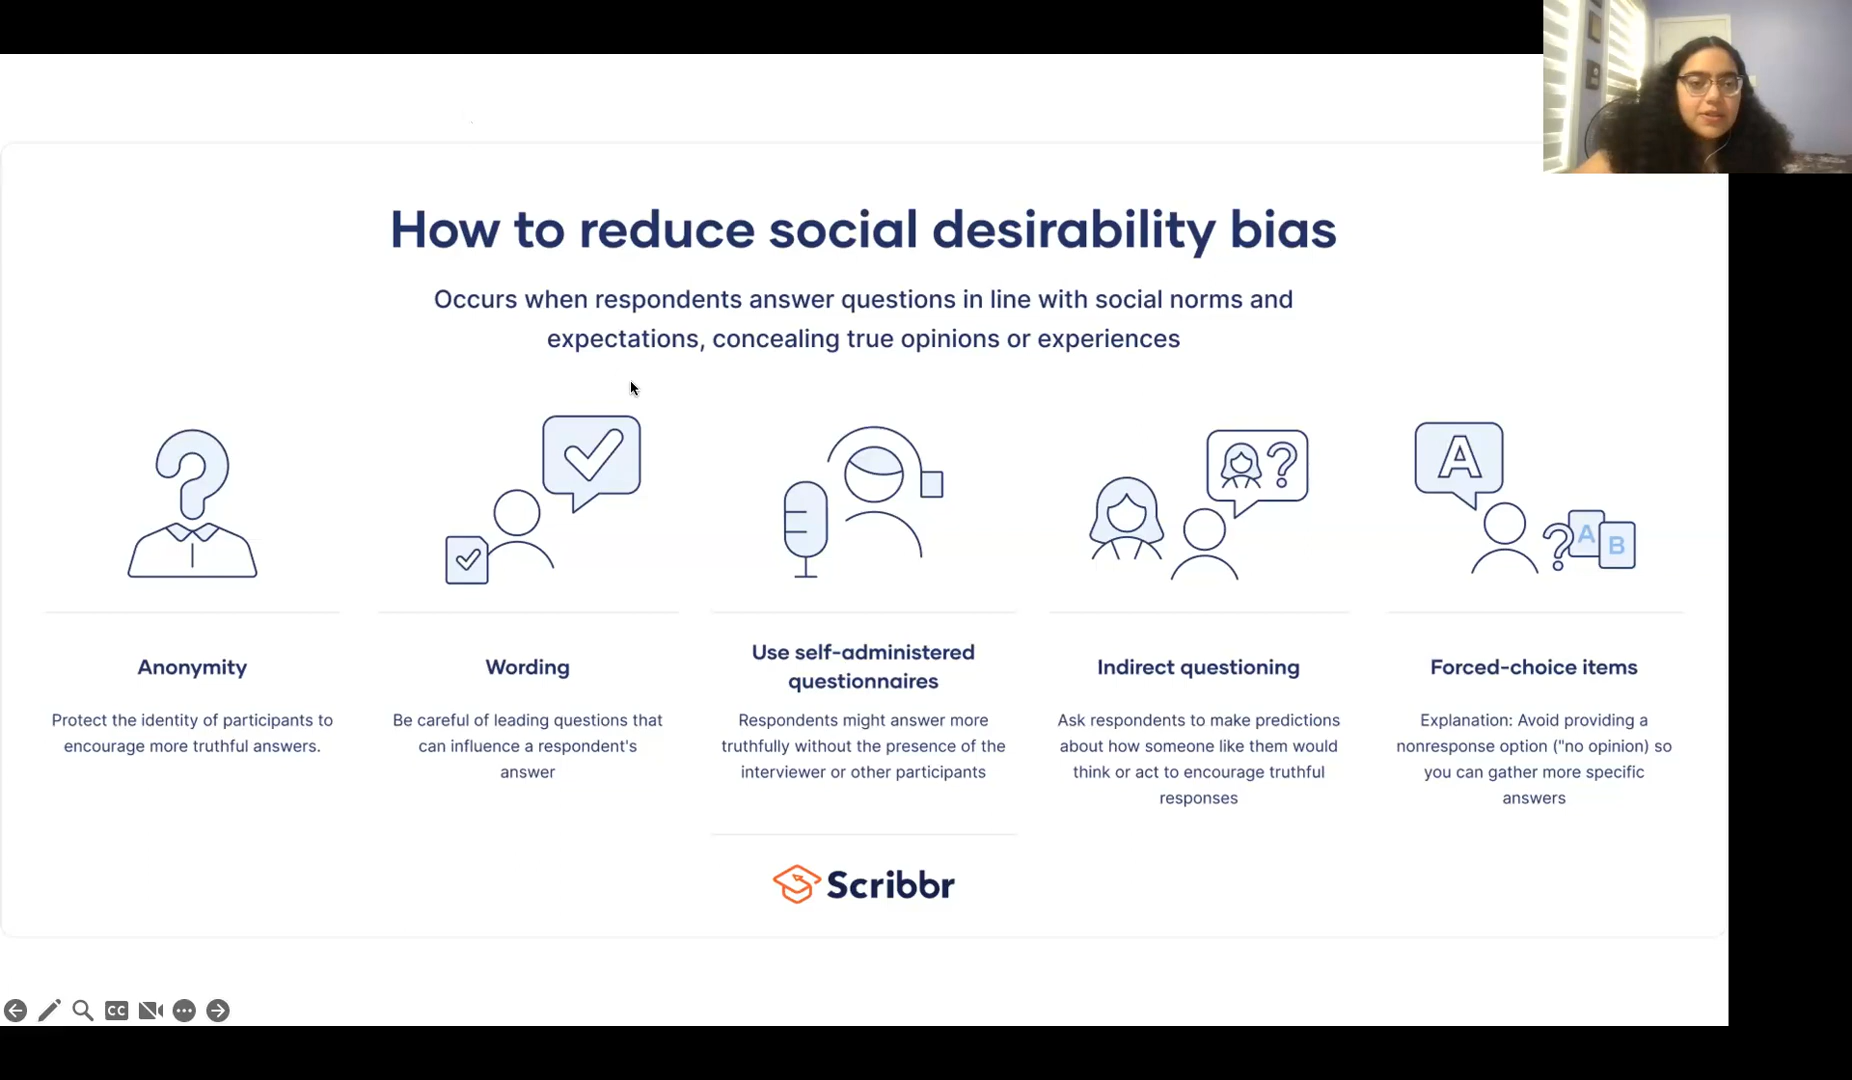 How to reduce social desirability bias
Occurs when respondents answer questions in line with social norms and
expectations, concealing true opinions or experiences
A
A
B
Anonymity
Protect the identity of participants to
encourage more truthful answers.
Wording
Be careful of leading questions that
can influence a respondent's
answer
Use self-administered
questionnaires
Respondents might answer more
truthfully without the presence of the
interviewer or other participants
Indirect questioning
Ask respondents to make predictions
about how someone like them would
think or act to encourage truthful
responses
Forced-choice items
Explanation: Avoid providing a
nonresponse option ("no opinion) so
you can gather more specific
answers
Scribbr
CC